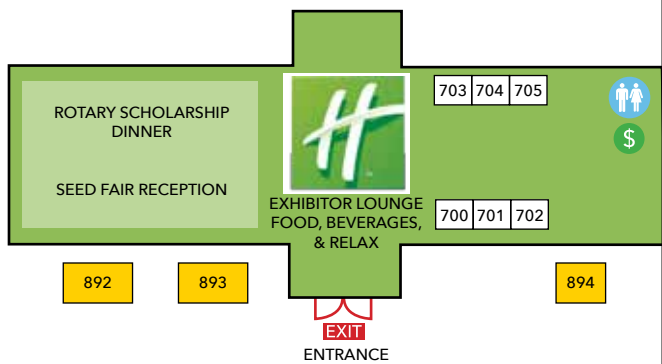 ROTARY SCHOLARSHIP
DINNER
SEED FAIR RECEPTION
H
EXHIBITOR LOUNGE
FOOD, BEVERAGES,
& RELAX
703 704 705
$
700 701 702
892
893
894
EXIT
ENTRANCE